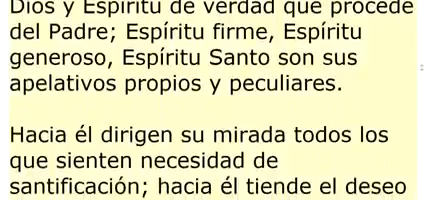 Dios y Espíritu de verdad que procede
del Padre; Espíritu firme, Espíritu
generoso, Espíritu Santo son sus
apelativos propios y peculiares.
Hacia él dirigen su mirada todos los
que sienten necesidad de
santificación; hacia él tiende el deseo